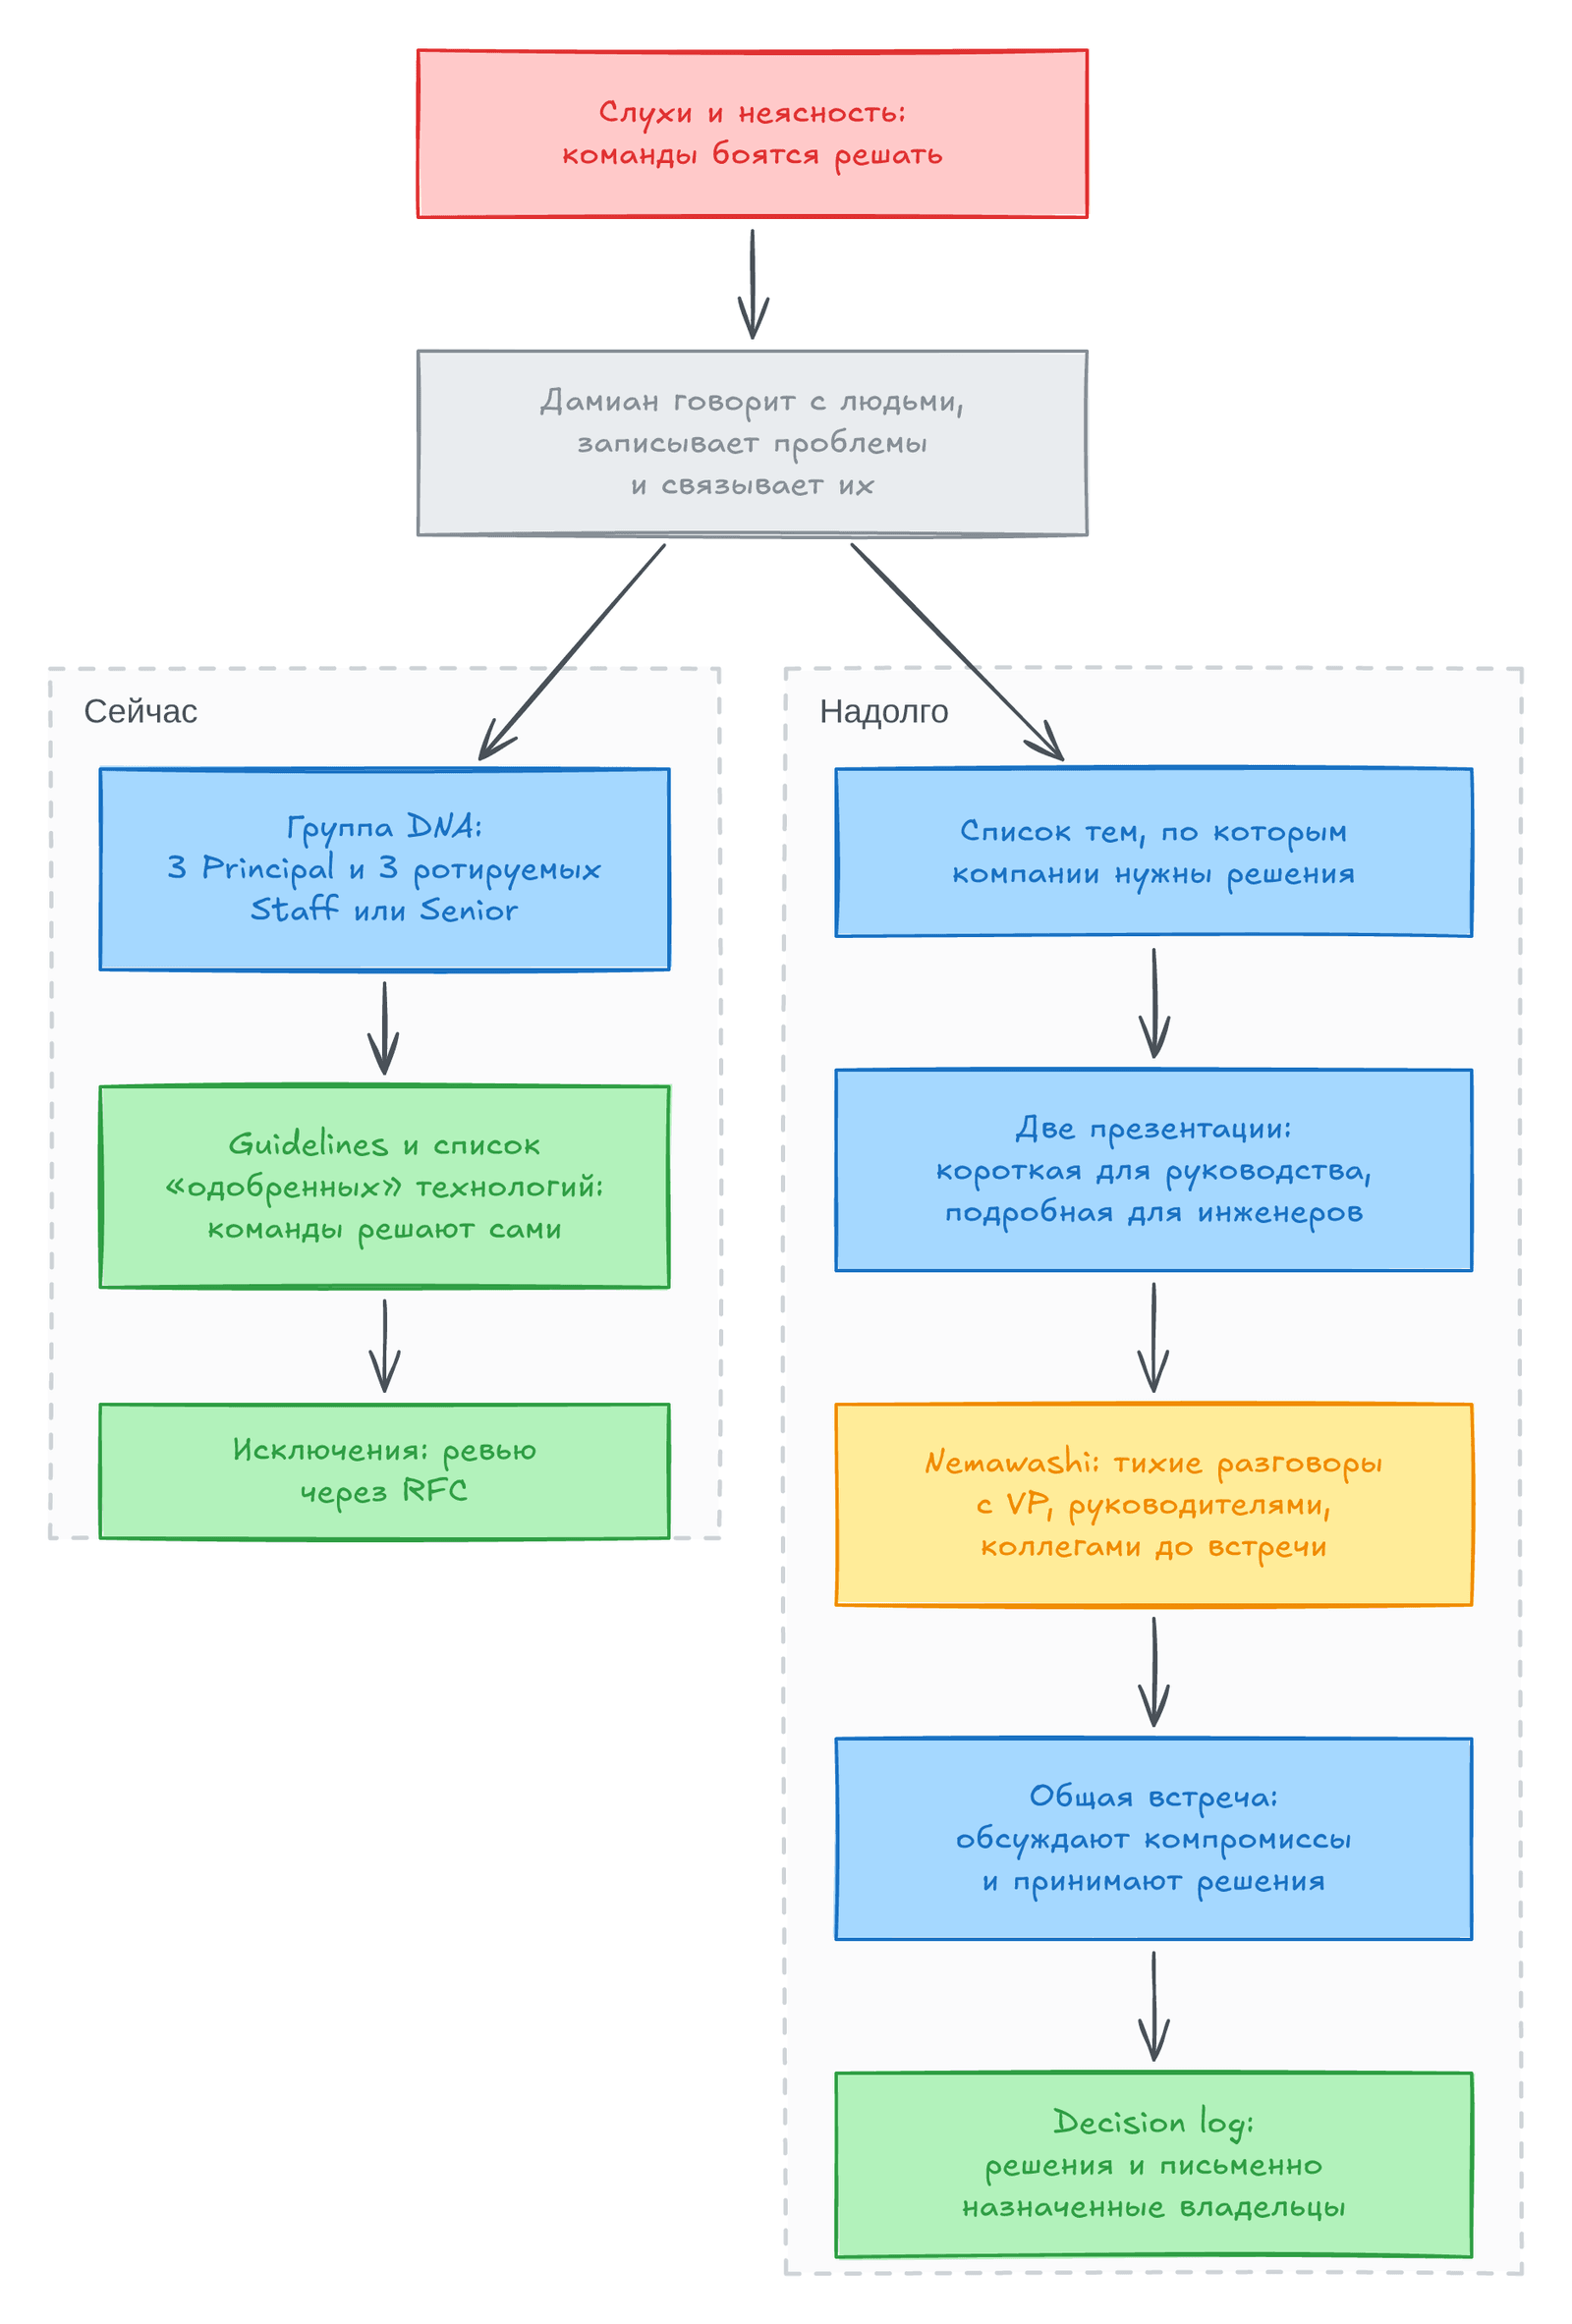 Слухи и неясность:
команды боятся решать
Дамиан говорит с людьми,
записывает проблемы
и связывает их
Сейчас
Группа DNA:
3 Principal и 3 ротируемых
Staff или Senior
Guidelines и список
«одобренных» технологий:
команды решают сами
Исключения: ревью
через RFC
Надолго
Список тем, по которым
компании нужны решения
Две презентации:
короткая для руководства,
подробная для инженеров
Nemawashi: тихие разговоры
с VP, руководителями,
коллегами до встречи
Общая встреча:
обсуждают компромиссы
и принимают решения
Decision log:
решения и письменно
назначенные владельцы